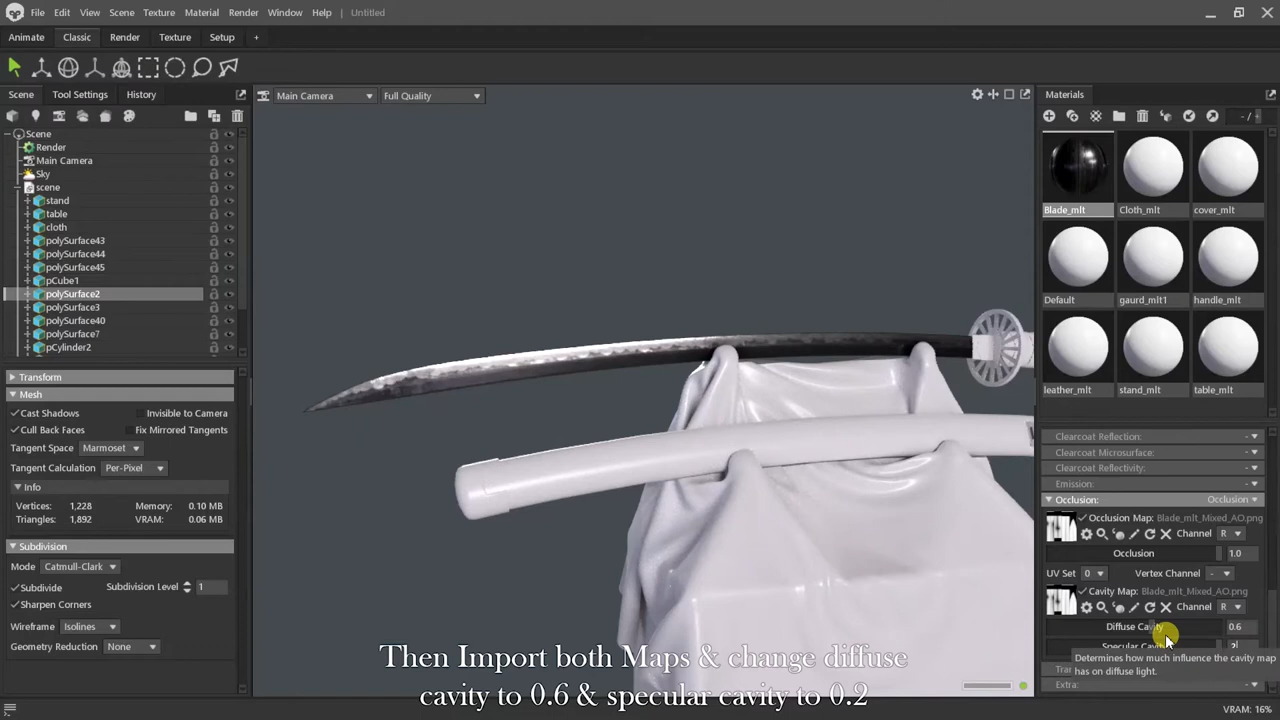 File Edit View Scene Texture Material Render Window Help Untitled
Animate Classic Render Texture Setup +
Scene Tool Settings History
Main Camera Full Quality
Materials
- /
Scene
Render
Main Camera
Sky
scene
stand
table
cloth
polySurface43
polySurface44
polySurface45
pCube1
polySurface2
polySurface3
polySurface40
polySurface7
pCylinder2
Transform
Mesh
Cast Shadows Invisible to Camera
Cull Back Faces Fix Mirrored Tangents
Tangent Space Marmoset
Tangent Calculation Per-Pixel
Info
Vertices: 1,228 Memory: 0.10 MB
Triangles: 1,892 VRAM: 0.06 MB
Subdivision
Mode Catmull-Clark
Subdivide Subdivision Level 1
Sharpen Corners
Wireframe Isolines
Geometry Reduction None
Blade_mlt Cloth_mlt cover_mlt
Default gaurd_mlt1 handle_mlt
leather_mlt stand_mlt table_mlt
Clearcoat Reflection: -
Clearcoat Microsurface: -
Clearcoat Reflectivity: -
Emission: -
Occlusion: Occlusion
Occlusion Map: Blade_mlt_Mixed_AO.png
Channel R
Occlusion 1.0
UV Set 0 Vertex Channel -
Cavity Map: Blade_mlt_Mixed_AO.png
Channel R
Diffuse Cavity 0.6
Specular
Determines how much influence the cavity map
has on diffuse light.
Extra: -
Then Import both Maps & change diffuse
cavity to 0.6 & specular cavity to 0.2
VRAM: 16%